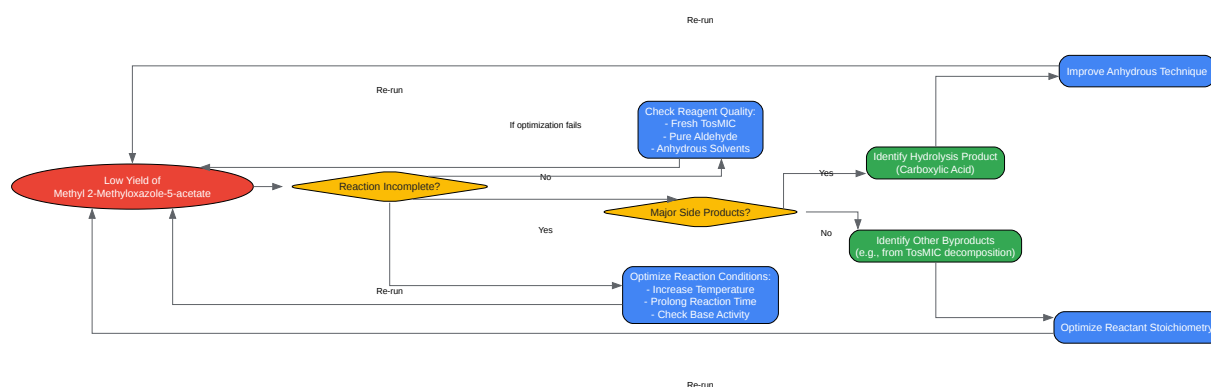 Re-run
Improve Anhydrous Technique
Re-run
Check Reagent Quality:
- Fresh TosMIC
- Pure Aldehyde
- Anhydrous Solvents
If optimization fails
Low Yield of
Methyl 2-Methyloxazole-5-acetate
Reaction Incomplete?
No
Identify Hydrolysis Product
(Carboxylic Acid)
Yes
Major Side Products?
Yes
No
Identify Other Byproducts
(e.g., from TosMIC decomposition)
Optimize Reaction Conditions:
- Increase Temperature
- Prolong Reaction Time
- Check Base Activity
Re-run
Optimize Reactant Stoichiometry
Re-run